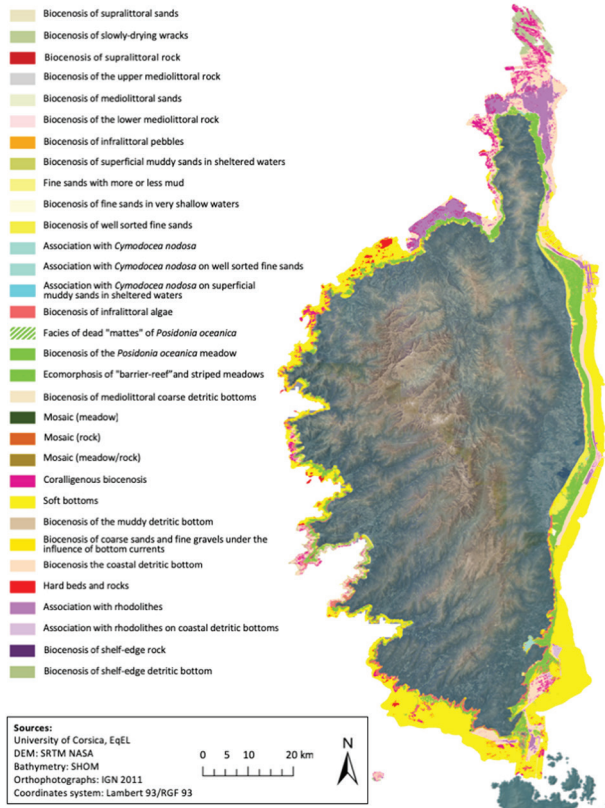 Biocenosis of supralittoral sands
Biocenosis of slowly-drying wracks
Biocenosis of supralittoral rock
Biocenosis of the upper mediolittoral rock
Biocenosis of mediolittoral sands
Biocenosis of the lower mediolittoral rock
Biocenosis of infralittoral pebbles
Biocenosis of superficial muddy sands in sheltered waters
Fine sands with more or less mud
Biocenosis of fine sands in very shallow waters
Biocenosis of well sorted fine sands
Association with Cymodocea nodosa
Association with Cymodocea nodosa on well sorted fine sands
Association with Cymodocea nodosa on superficial
muddy sands in sheltered waters
Biocenosis of infralittoral algae
Facies of dead "mattes" of Posidonia oceanica
Biocenosis of the Posidonia oceanica meadow
Ecomorphosis of "barrier-reef"and striped meadows
Biocenosis of mediolittoral coarse detritic bottoms
Mosaic (meadow)
Mosaic (rock)
Mosaic (meadow/rock)
Coralligenous biocenosis
Soft bottoms
Biocenosis of the muddy detritic bottom
Biocenosis of coarse sands and fine gravels under the
influence of bottom currents
Biocenosis the coastal detritic bottom
Hard beds and rocks
Association with rhodolithes
Association with rhodolithes on coastal detritic bottoms
Biocenosis of shelf-edge rock
Biocenosis of shelf-edge detritic bottom
Sources:
University of Corsica, EqEL
DEM: SRTM NASA
Bathymetry: SHOM
Orthophotographs: IGN 2011
Coordinates system: Lambert 93/RGF 93
0 5 10 20 km
N